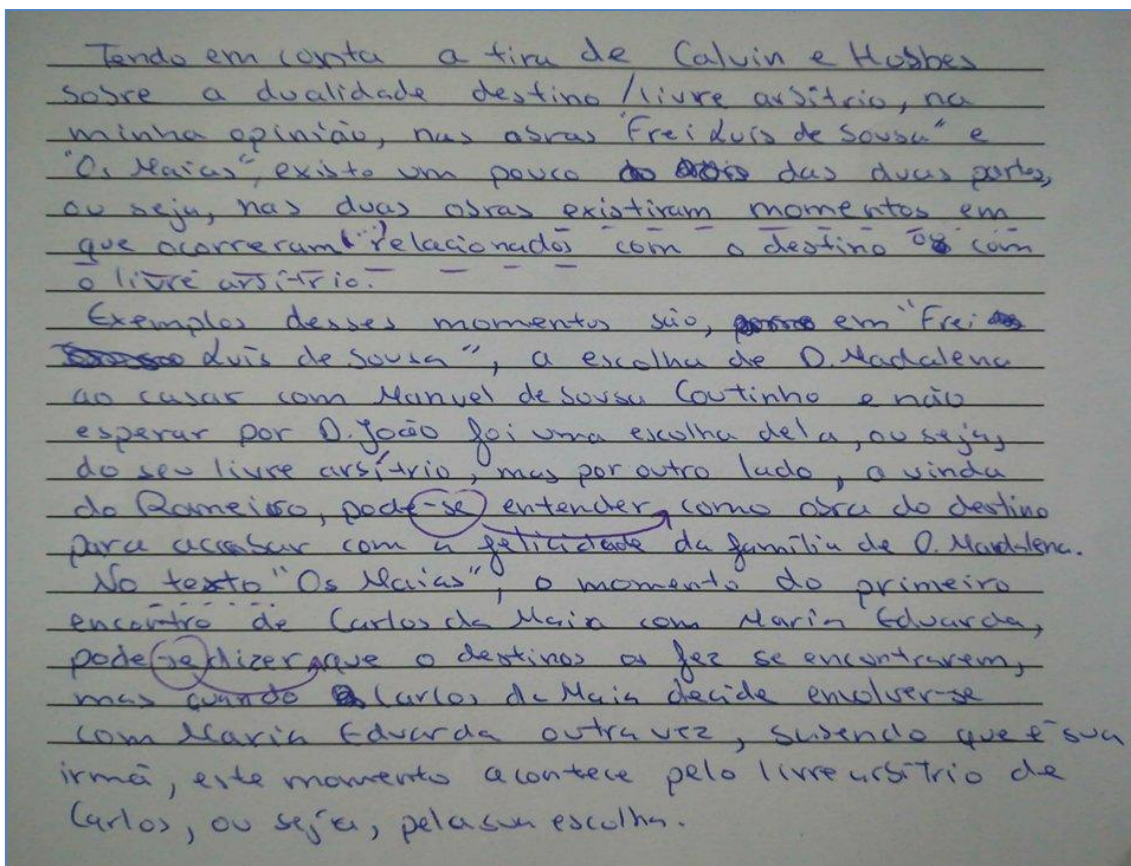 Tendo em conta a tira de Calvin e Hobbes
sobre a dualidade destino /livre arbítrio, na
minha opinião, nas obras "Frei Luís de Sousa" e
"Os Maias", existe um pouco das duas partes,
ou seja, nas duas obras existiram momentos em
que ocorreram relacionados com o destino ou com
o livre arbítrio.
Exemplos desses momentos são, em "Frei
Luís de Sousa", a escolha de D. Madalena
ao casar com Manuel de Sousa Coutinho e não
esperar por D. João foi uma escolha dela, ou seja,
do seu livre arbítrio, mas por outro lado, a vinda
do Romeiro, pode-se entender como obra do destino
para acabar com a felicidade da família de D. Madalena.
No texto "Os Maias", o momento do primeiro
encontro de Carlos da Maia com Maria Eduarda,
pode se dizer que o destinos os fez se encontrarem,
mas quando Carlos da Maia decide envolver-se
com Maria Eduarda outra vez, sabendo que é sua
irmã, este momento acontece pelo livre arbítrio de
Carlos, ou seja, pela sua escolha.